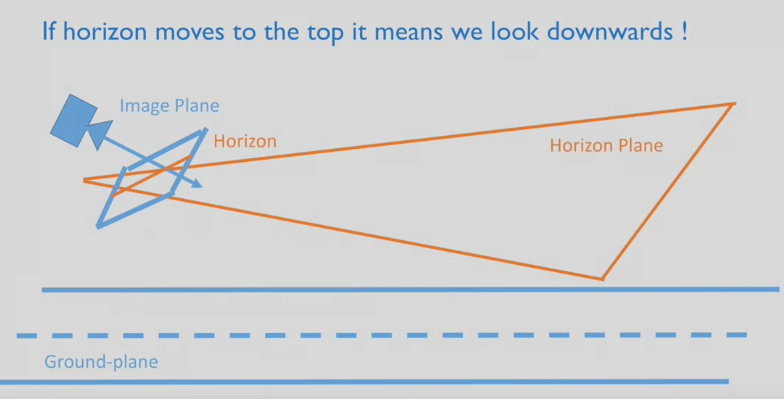 If horizon moves to the top it means we look downwards !
Image Plane
Horizon
Horizon Plane
Ground-plane